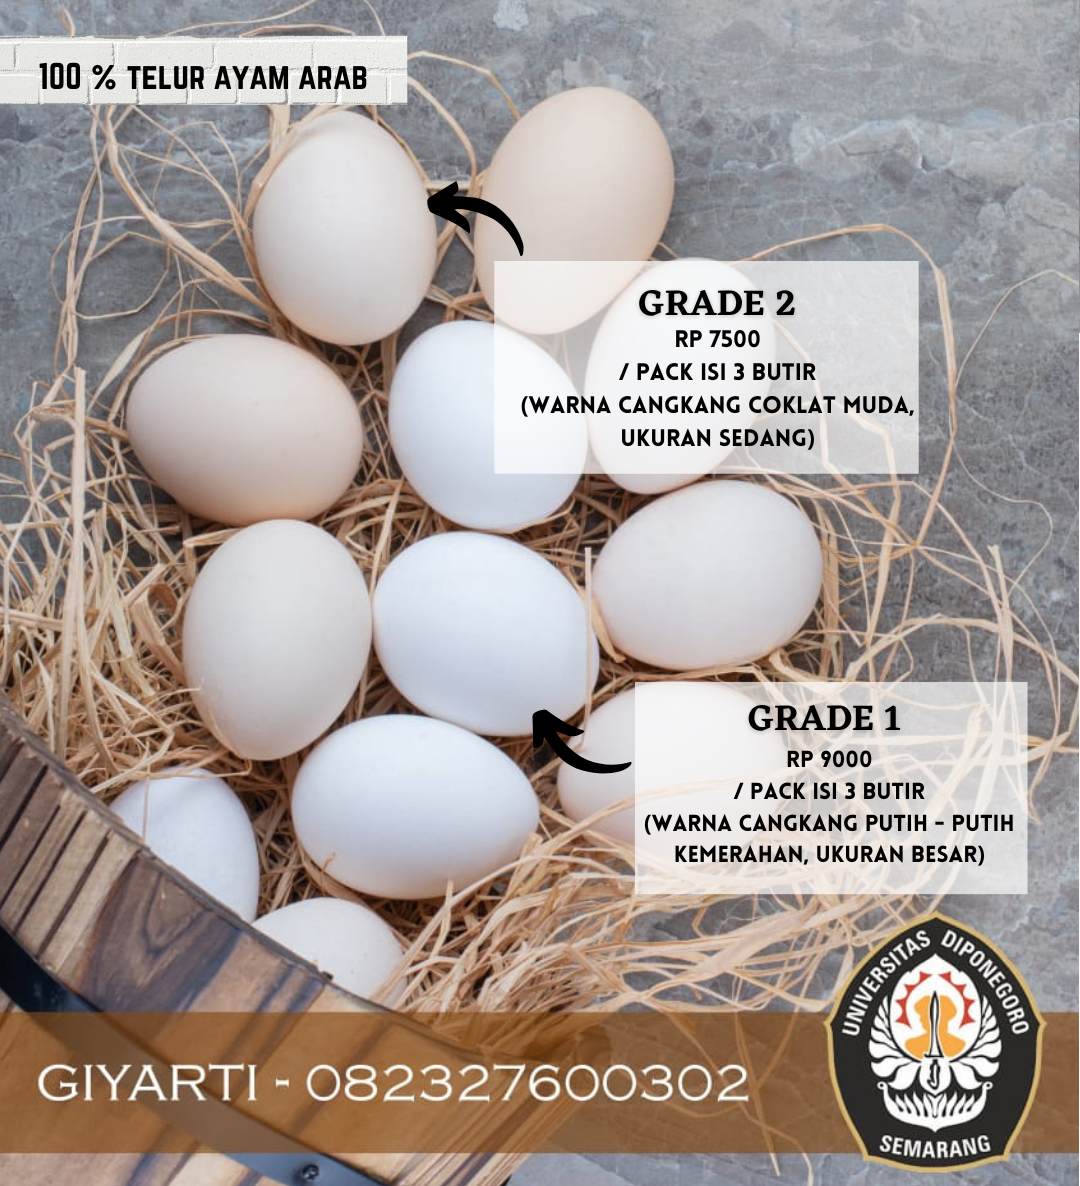 100 % TELUR AYAM ARAB
GRADE 2
RP 7500
/ PACK ISI 3 BUTIR
(WARNA CANGKANG COKLAT MUDA,
UKURAN SEDANG)
GRADE 1
RP 9000
/ PACK ISI 3 BUTIR
(WARNA CANGKANG PUTIH - PUTIH
KEMERAHAN, UKURAN BESAR)
GIYARTI - 082327600302
UNIVERSITAS DIPONEGORO
SEMARANG